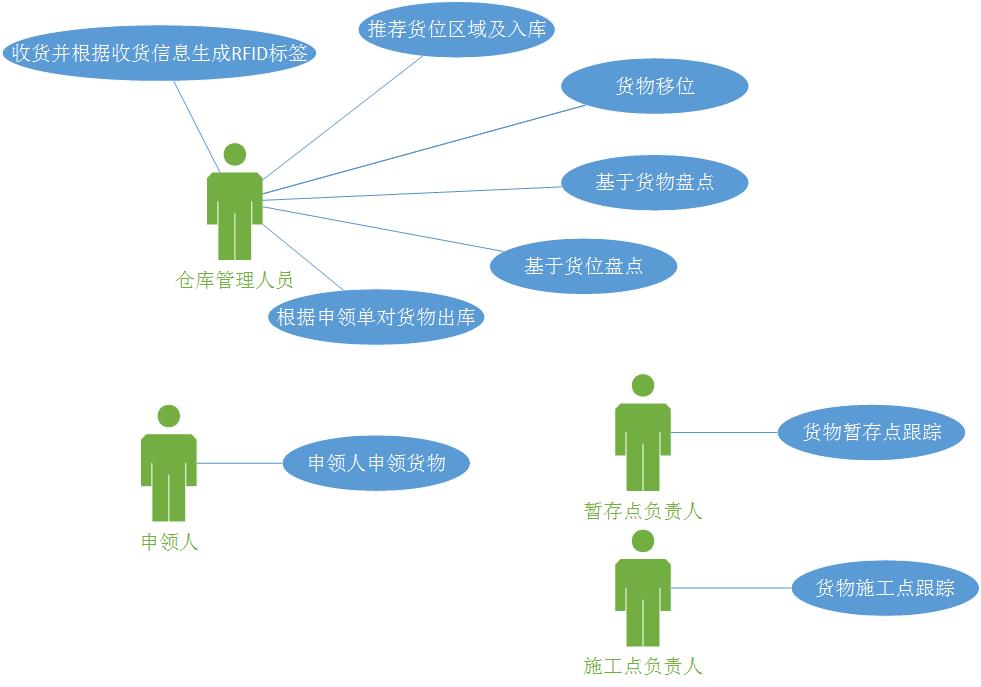 推荐货位区域及入库
收货并根据收货信息生成RFID标签
货物移位
基于货物盘点
基于货位盘点
仓库管理人员
根据申领单对货物出库
货物暂存点跟踪
申领人申领货物
暂存点负责人
申领人
货物施工点跟踪
施工点负责人